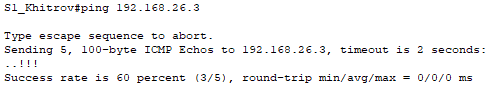 S1_Khitrov#ping 192.168.26.3
Type escape sequence to abort.
Sending 5, 100-byte ICMP Echos to 192.168.26.3, timeout is 2 seconds:
..!!!
Success rate is 60 percent (3/5), round-trip min/avg/max = 0/0/0 ms